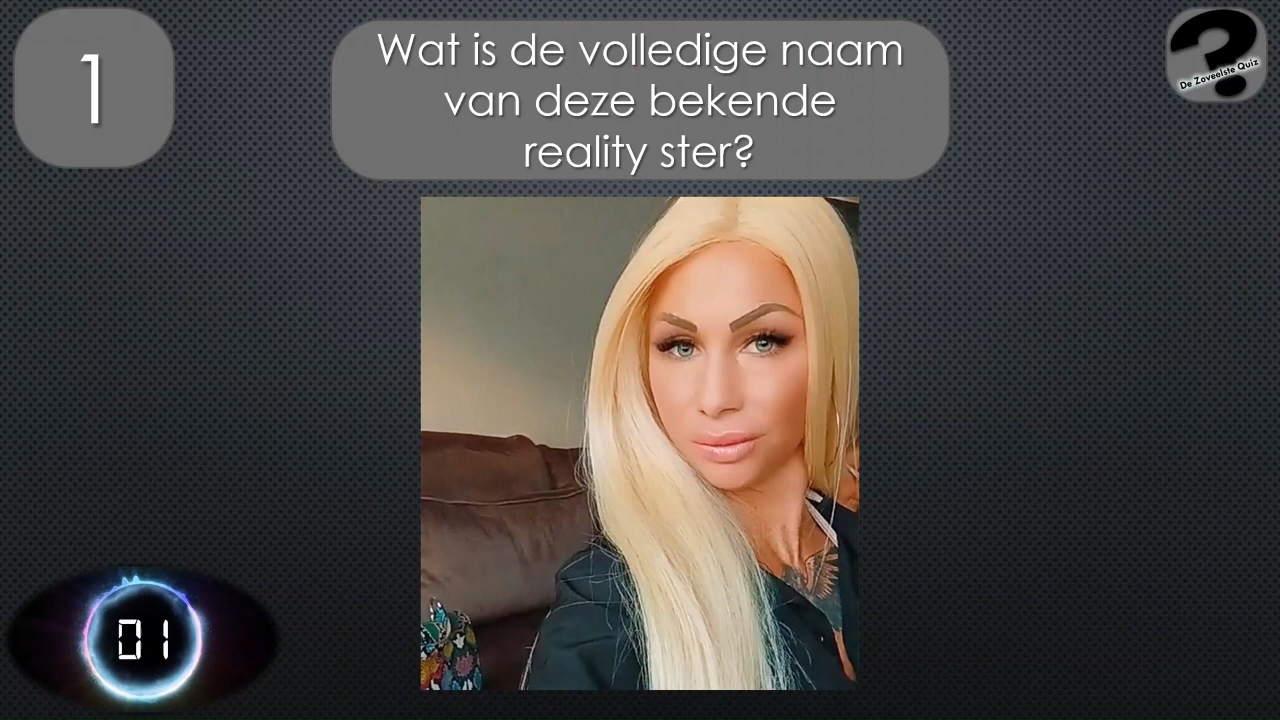 1
Wat is de volledige naam
van deze bekende
reality ster?
De Zoveelste Quiz
01